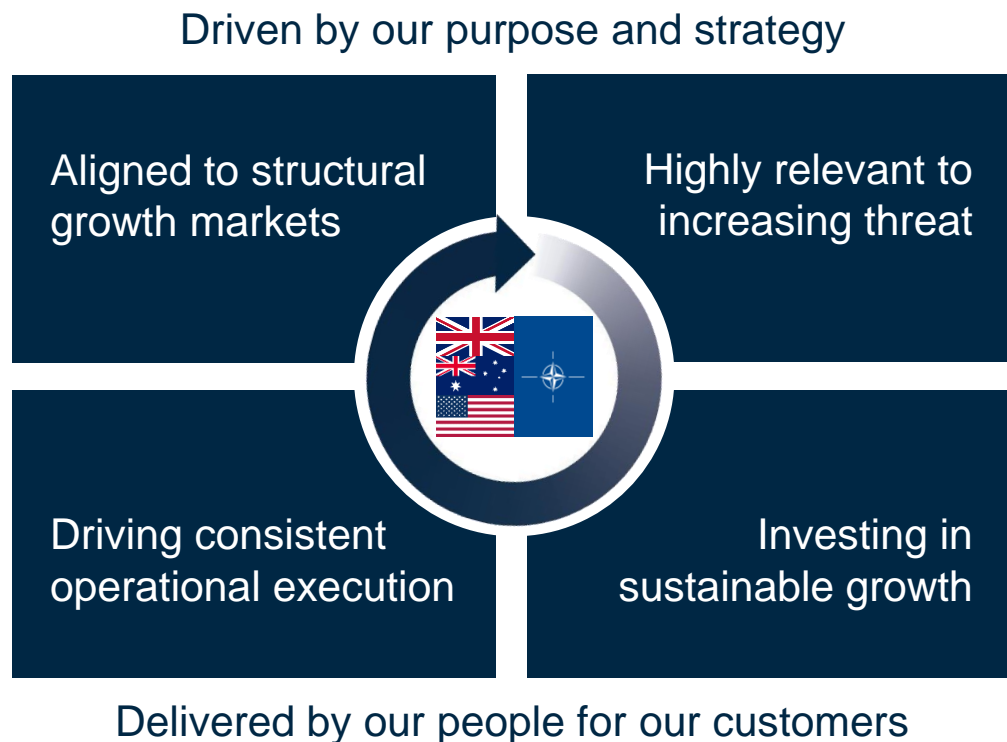 Driven by our purpose and strategy
Aligned to structural
growth markets
Highly relevant to
increasing threat
Driving consistent
operational execution
Investing in
sustainable growth
Delivered by our people for our customers